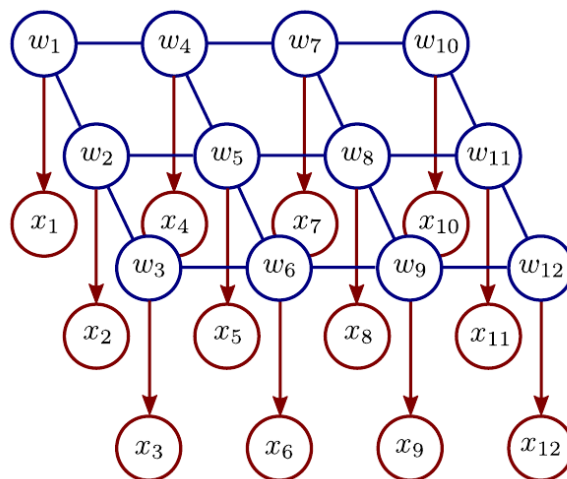 w₁ w₄ w₇ w₁₀
w₂ w₅ w₈ w₁₁
x₁ x₄ x₇ x₁₀
w₃ w₆ w₉ w₁₂
x₂ x₅ x₈ x₁₁
x₃ x₆ x₉ x₁₂